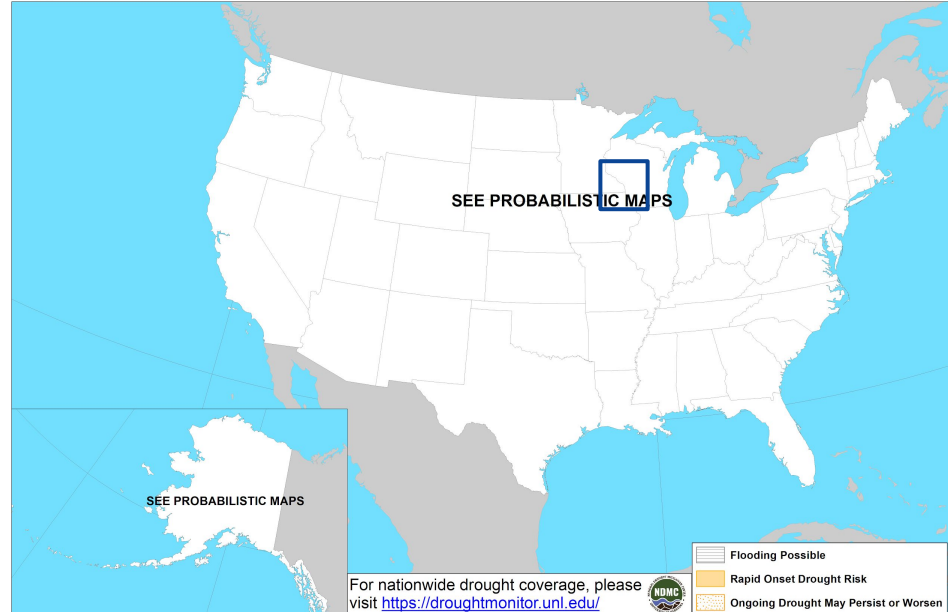 SEE PROBABILISTIC MAPS
SEE PROBABILISTIC MAPS
For nationwide drought coverage, please
visit https://droughtmonitor.unl.edu/
NDMC
Flooding Possible
Rapid Onset Drought Risk
Ongoing Drought May Persist or Worsen